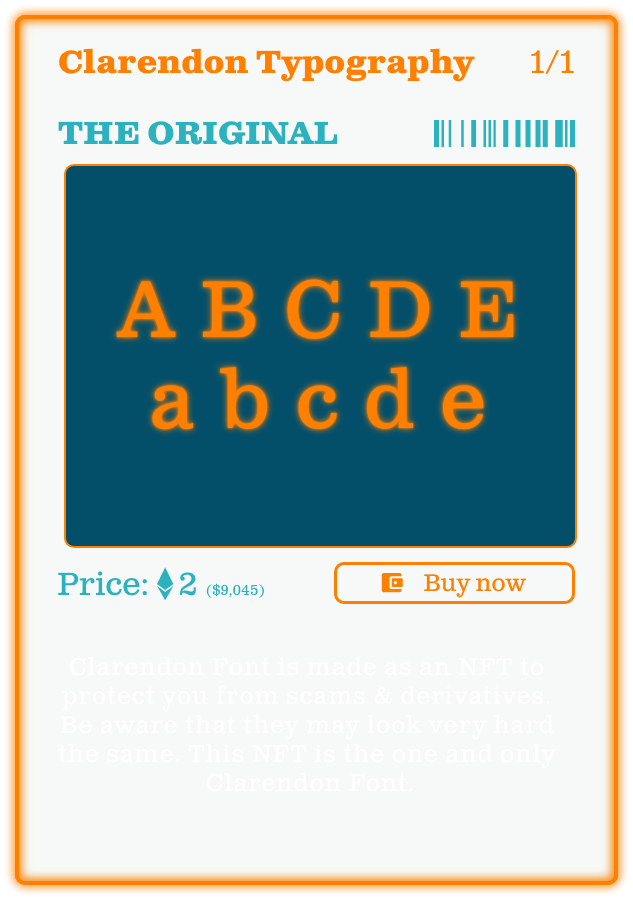 Clarendon Typography 1/1
THE ORIGINAL
A B C D E
a b c d e
Price: 2 ($9,045)
Buy now
Clarendon Font is made as an NFT to
protect you from scams & derivatives.
Be aware that they may look very hard
the same. This NFT is the one and only
Clarendon Font.